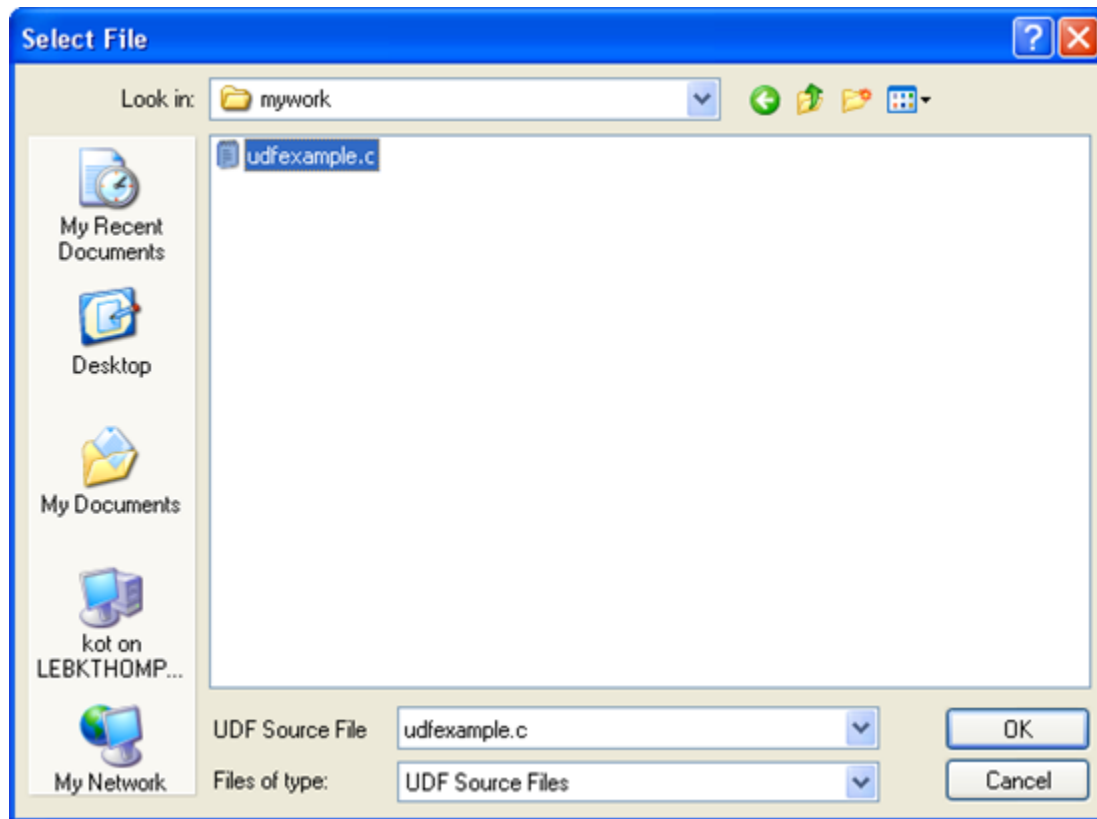 Select File
Look in: mywork
udfexample.c
My Recent
Documents
Desktop
My Documents
kot on
LEBKTHOMP...
My Network
UDF Source File udfexample.c OK
Files of type: UDF Source Files Cancel